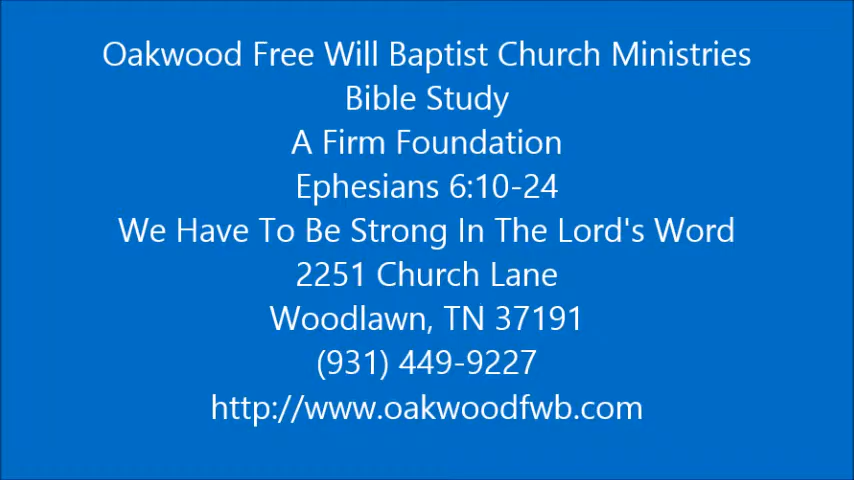 Oakwood Free Will Baptist Church Ministries
Bible Study
A Firm Foundation
Ephesians 6:10-24
We Have To Be Strong In The Lord's Word
2251 Church Lane
Woodlawn, TN 37191
(931) 449-9227
http://www.oakwoodfwb.com